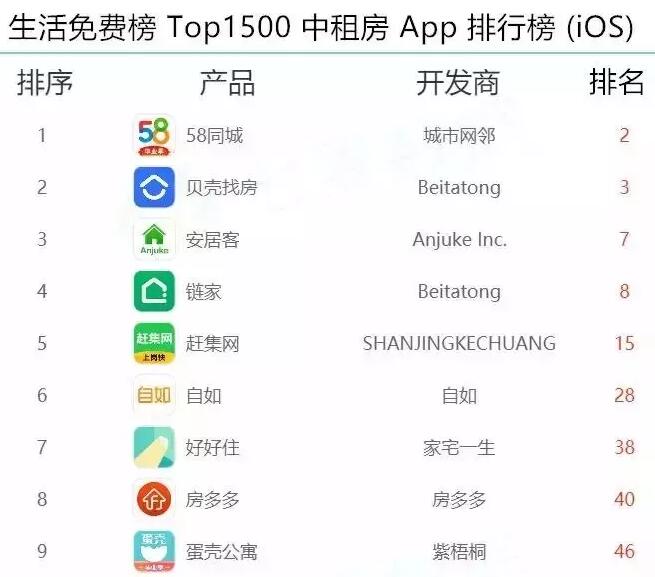 生活免费榜 Top1500 中租房 App 排行榜 (iOS)
排序 产品 开发商 排名
1 58 毕业季 58同城 城市网邻 2
2 贝壳找房 Beitatong 3
3 Anjuke 安居客 Anjuke Inc. 7
4 链家 Beitatong 8
5 赶集网 上岗快 赶集网 SHANJINGKECHUANG 15
6 自如 自如 自如 28
7 好好住 家宅一生 38
8 房多多 房多多 40
9 蛋壳 蛋壳公寓 紫梧桐 46